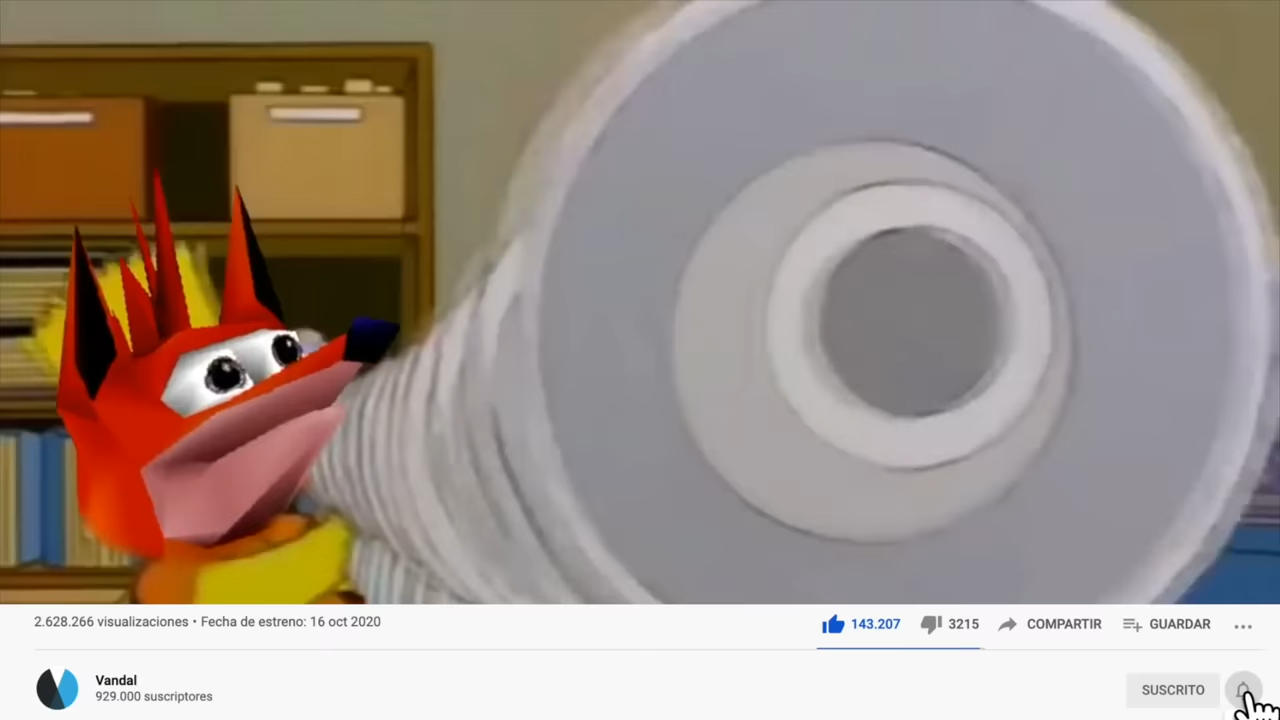 2.628.266 visualizaciones • Fecha de estreno: 16 oct 2020
143.207 3215 COMPARTIR GUARDAR
Vandal
929.000 suscriptores
SUSCRITO